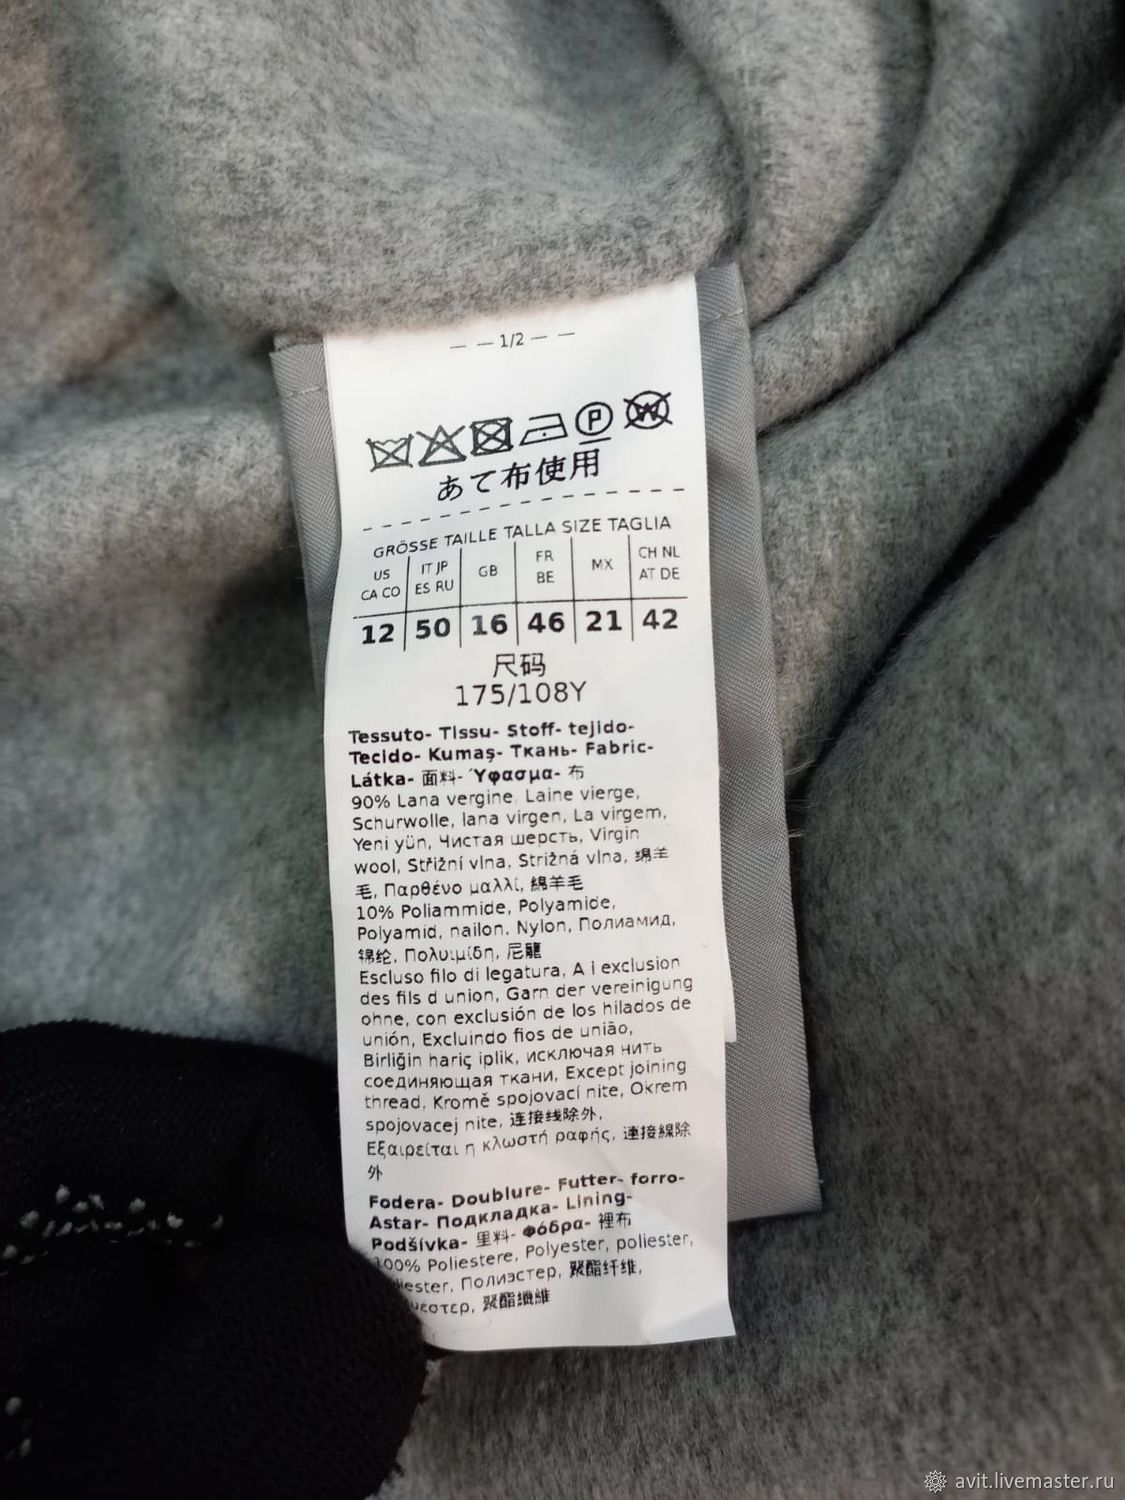 — — 1/2 — —
P W
あて布使用
GRÖSSE TAILLE TALLA SIZE TAGLIA
US CA CO IT JP ES RU GB FR BE MX CH NL AT DE
12 50 16 46 21 42
尺码
175/108Y
Tessuto- Tissu- Stoff- tejido-
Tecido- Kumaş- Ткань- Fabric-
Látka- 面料- Ύφασμα- 布
90% Lana vergine, Laine vierge,
Schurwolle, lana virgen, La virgem,
Yeni yün, Чистая шерсть, Virgin
wool, Střižní vlna, Strižná vlna, 绵羊
毛, Παρθένο μαλλί, 綿羊毛
10% Poliammide, Polyamide,
Polyamid, nailon, Nylon, Полиамид,
锦纶, Πολυιμίδη, 尼龍
Escluso filo di legatura, A l exclusion
des fils d union, Garn der vereinigung
ohne, con exclusión de los hilados de
unión, Excluindo fios de união,
Birliğin hariç iplik, исключая нить
соединяющая ткани, Except joining
thread, Kromě spojovací nite, Okrem
spojovacej nite, 连接线除外,
Εξαιρείται η κλωστή ραφής, 連接線除
外
Fodera- Doublure- Futter- forro-
Astar- Подкладка- Lining-
Podšívka- 里料- Φόδρα- 裡布
100% Poliestere, Polyester, poliester,
Полиэстер, 聚酯纤维,
聚酯纖維
avit.livemaster.ru